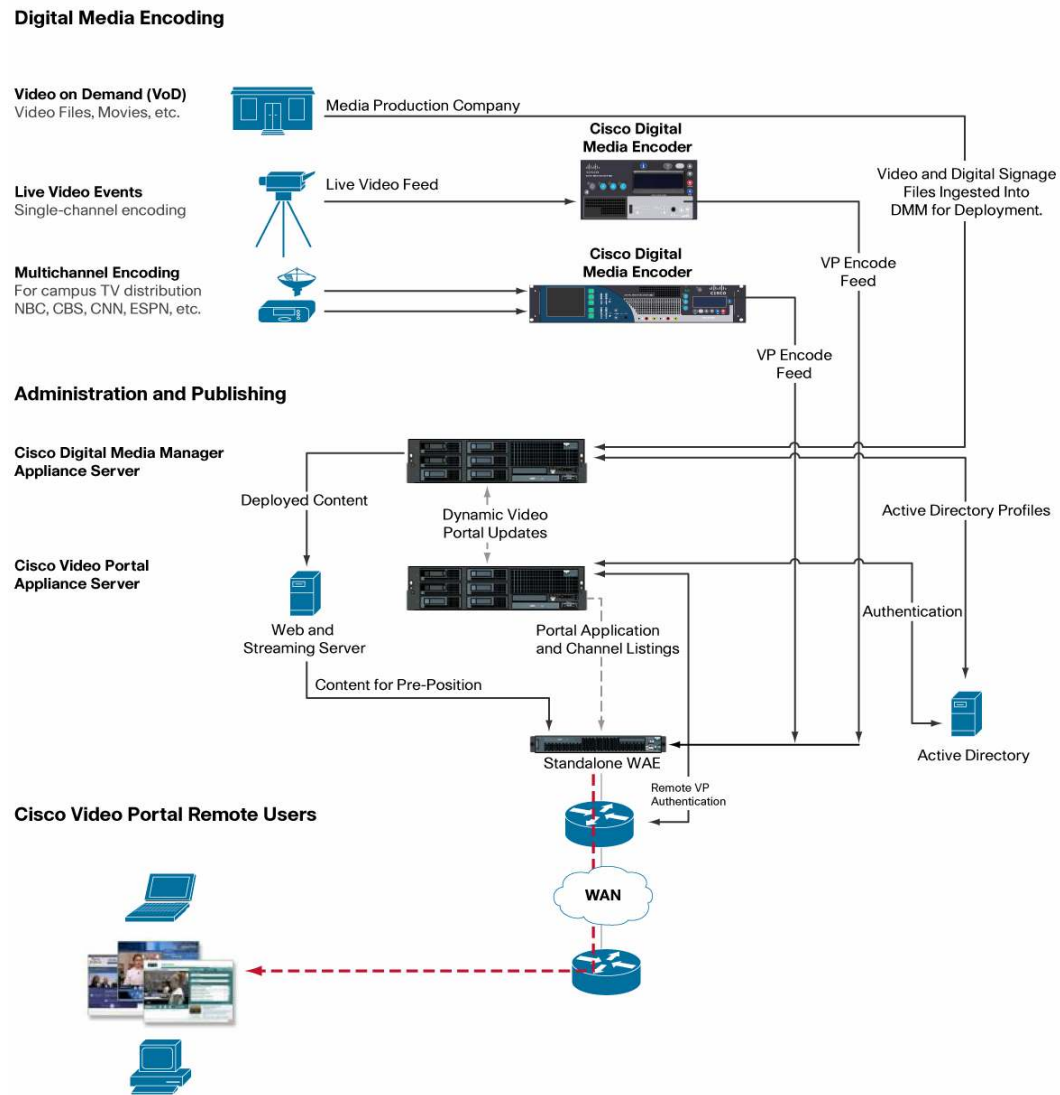 Digital Media Encoding
Video on Demand (VoD)
Video Files, Movies, etc.
Media Production Company
Cisco Digital
Media Encoder
Live Video Events
Single-channel encoding
Live Video Feed
Video and Digital Signage
Files Ingested Into
DMM for Deployment.
Multichannel Encoding
For campus TV distribution
NBC, CBS, CNN, ESPN, etc.
Cisco Digital
Media Encoder
VP Encode
Feed
VP Encode
Feed
Administration and Publishing
Cisco Digital Media Manager
Appliance Server
Deployed Content
Dynamic Video
Portal Updates
Active Directory Profiles
Cisco Video Portal
Appliance Server
Web and
Streaming Server
Portal Application
and Channel Listings
Authentication
Content for Pre-Position
Standalone WAE
Active Directory
Remote VP
Authentication
Cisco Video Portal Remote Users
WAN